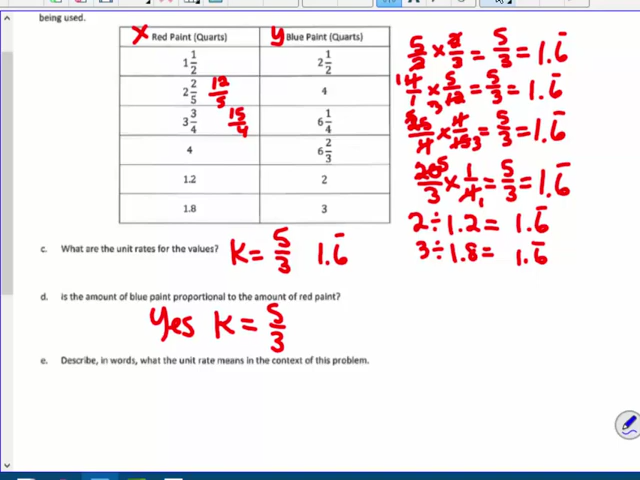 being used.
x Red Paint (Quarts) y Blue Paint (Quarts)
1 1/2 2 1/2
2 2/5 12/5 4
3 3/4 15/4 6 1/4
4 6 2/3
1.2 2
1.8 3
5/2 × 2/3 = 5/3 = 1.6̄
4/1 × 5/12 = 5/3 = 1.6̄
25/4 × 4/15 = 5/3 = 1.6̄
20/3 × 1/4 = 5/3 = 1.6̄
2 ÷ 1.2 = 1.6̄
3 ÷ 1.8 = 1.6̄
c. What are the unit rates for the values? K = 5/3 1.6̄
d. Is the amount of blue paint proportional to the amount of red paint?
Yes K = 5/3
e. Describe, in words, what the unit rate means in the context of this problem.